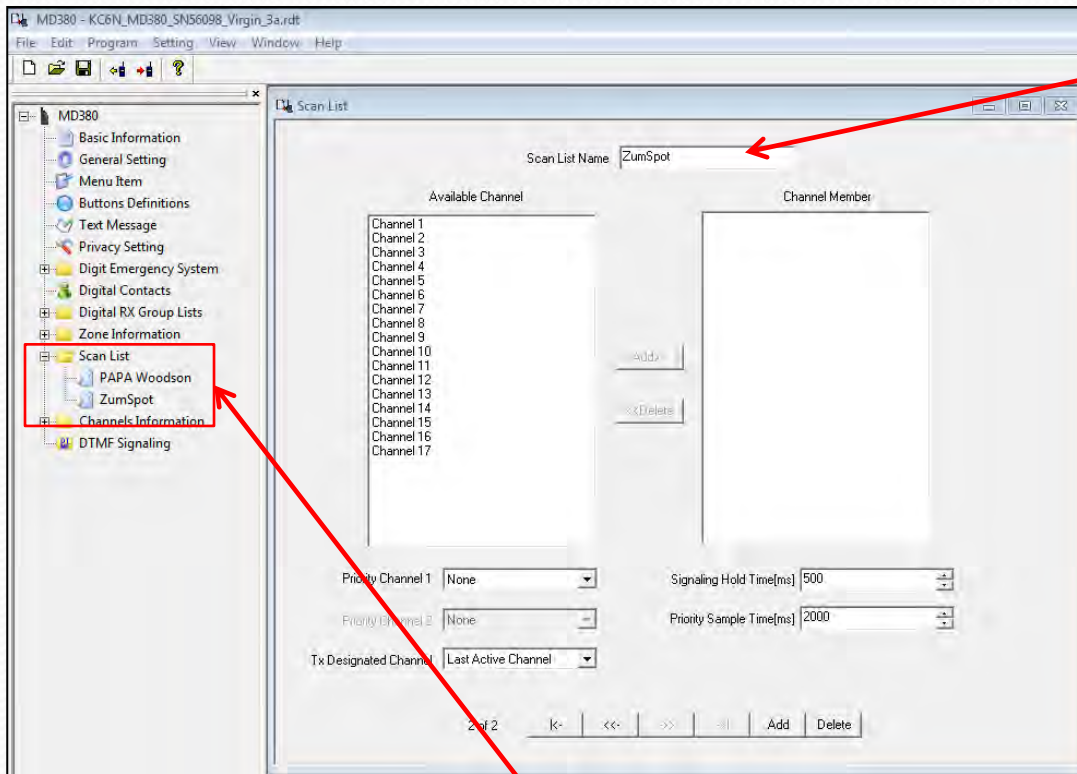 MD380 - KC6N_MD380_SN56098_Virgin_3a.rdt
File Edit Program Setting View Window Help
MD380
Basic Information
General Setting
Menu Item
Buttons Definitions
Text Message
Privacy Setting
Digit Emergency System
Digital Contacts
Digital RX Group Lists
Zone Information
Scan List
PAPA Woodson
ZumSpot
Channels Information
DTMF Signaling
Scan List
Scan List Name ZumSpot
Available Channel
Channel Member
Channel 1
Channel 2
Channel 3
Channel 4
Channel 5
Channel 6
Channel 7
Channel 8
Channel 9
Channel 10
Channel 11
Channel 12
Channel 13
Channel 14
Channel 15
Channel 16
Channel 17
Add>
<Delete
Priority Channel 1 None
Signaling Hold Time[ms] 500
Priority Channel 2 None
Priority Sample Time[ms] 2000
Tx Designated Channel Last Active Channel
2 of 2 |<- <<- >> ->| Add Delete